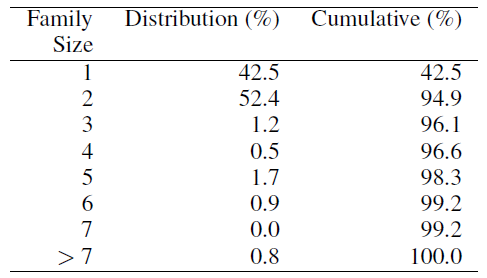 Family Distribution (%) Cumulative (%)
Size
1 42.5 42.5
2 52.4 94.9
3 1.2 96.1
4 0.5 96.6
5 1.7 98.3
6 0.9 99.2
7 0.0 99.2
> 7 0.8 100.0